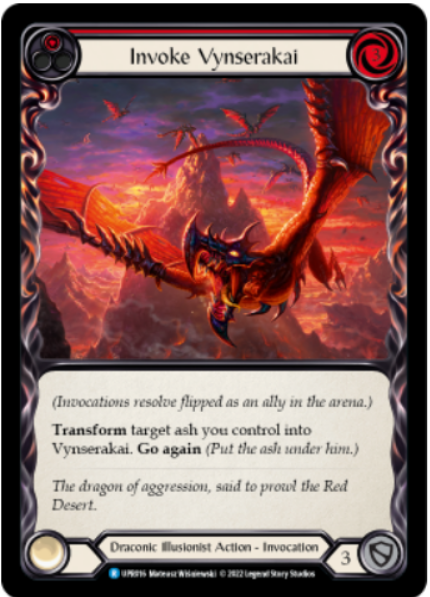 Invoke Vynserakai
3
(Invocations resolve flipped as an ally in the arena.)
Transform target ash you control into
Vynserakai. Go again (Put the ash under him.)
The dragon of aggression, said to prowl the Red
Desert.
Draconic Illusionist Action - Invocation
3
R UPR016 Mateusz Wiśniewski © 2022 Legend Story Studios